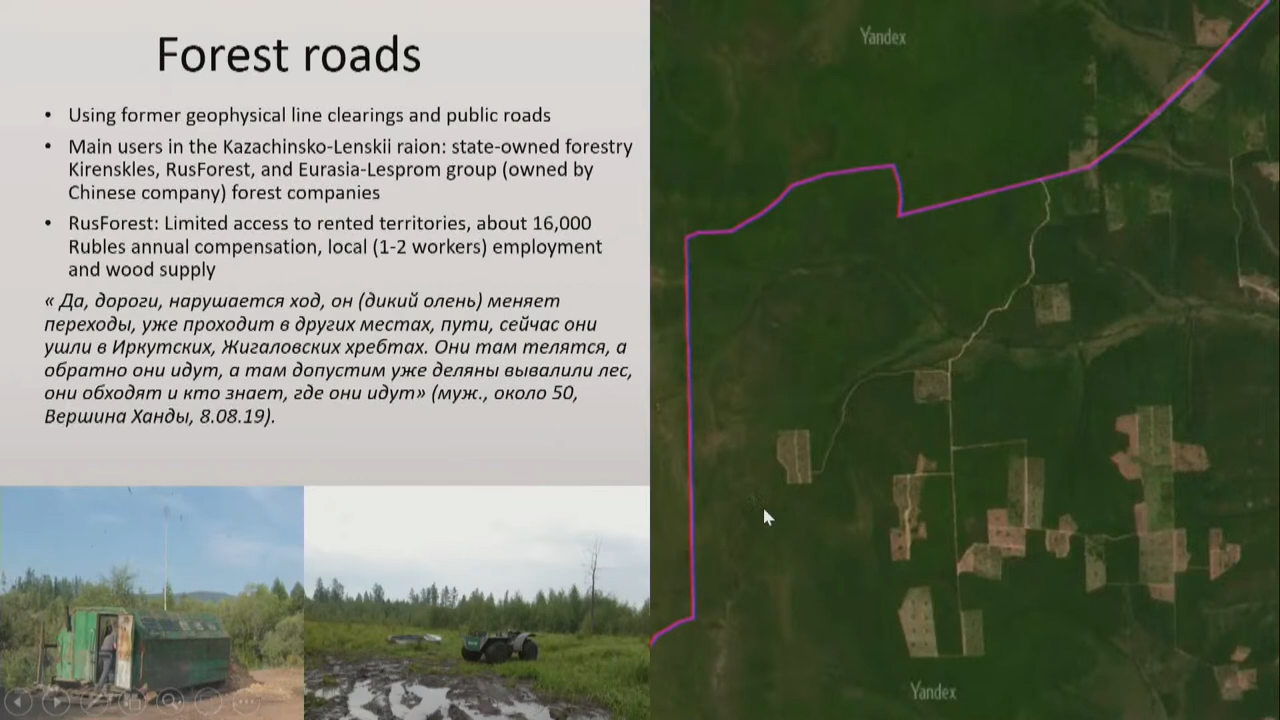 Forest roads
• Using former geophysical line clearings and public roads
• Main users in the Kazachinsko-Lenskii raion: state-owned forestry
Kirenskles, RusForest, and Eurasia-Lesprom group (owned by
Chinese company) forest companies
• RusForest: Limited access to rented territories, about 16,000
Rubles annual compensation, local (1-2 workers) employment
and wood supply
« Да, дороги, нарушается ход, он (дикий олень) меняет
переходы, уже проходит в других местах, пути, сейчас они
ушли в Иркутских, Жигаловских хребтах. Они там телятся, а
обратно они идут, а там допустим уже деляны вывалили лес,
они обходят и кто знает, где они идут» (муж., около 50,
Вершина Ханды, 8.08.19).
Yandex
Yandex